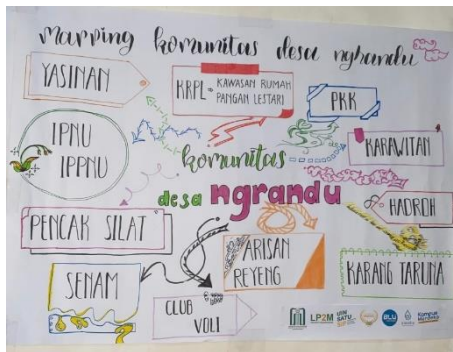 mapping komunitas desa ngrandu
YASINAN
KRPL = KAWASAN RUMAH
PANGAN LESTARI
PKK
IPNU
IPPNU
komunitas
desa ngrandu
KARAWITAN
HADROH
PENCAK SILAT
ARISAN
REYENG
KARANG TARUNA
SENAM
CLUB
VOLI
LP2M